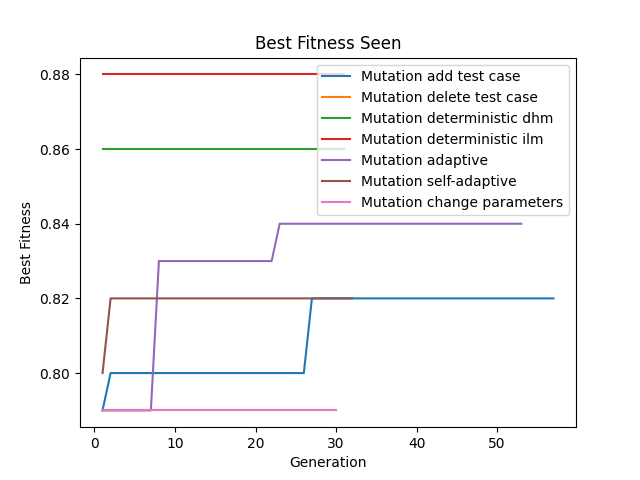 Best Fitness Seen
0.88
0.86
0.84
0.82
0.80
Best Fitness
Mutation add test case
Mutation delete test case
Mutation deterministic dhm
Mutation deterministic ilm
Mutation adaptive
Mutation self-adaptive
Mutation change parameters
0 10 20 30 40 50
Generation